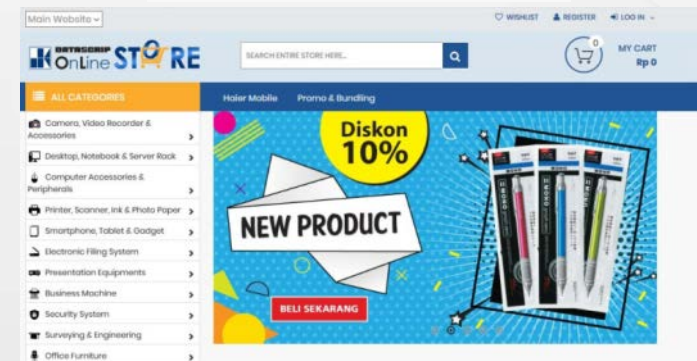 Main Website
WISHLIST REGISTER LOG IN
DATASCRIP
OnLine STORE
SEARCH ENTIRE STORE HERE...
0
MY CART
Rp 0
ALL CATEGORIES
Haier Mobile Promo & Bundling
Camera, Video Recorder &
Accessories
Desktop, Notebook & Server Rack
Computer Accessories &
Peripherals
Printer, Scanner, Ink & Photo Paper
Smartphone, Tablet & Gadget
Electronic Filing System
Presentation Equipments
Business Machine
Security System
Surveying & Engineering
Office Furniture
Diskon
10%
NEW PRODUCT
BELI SEKARANG